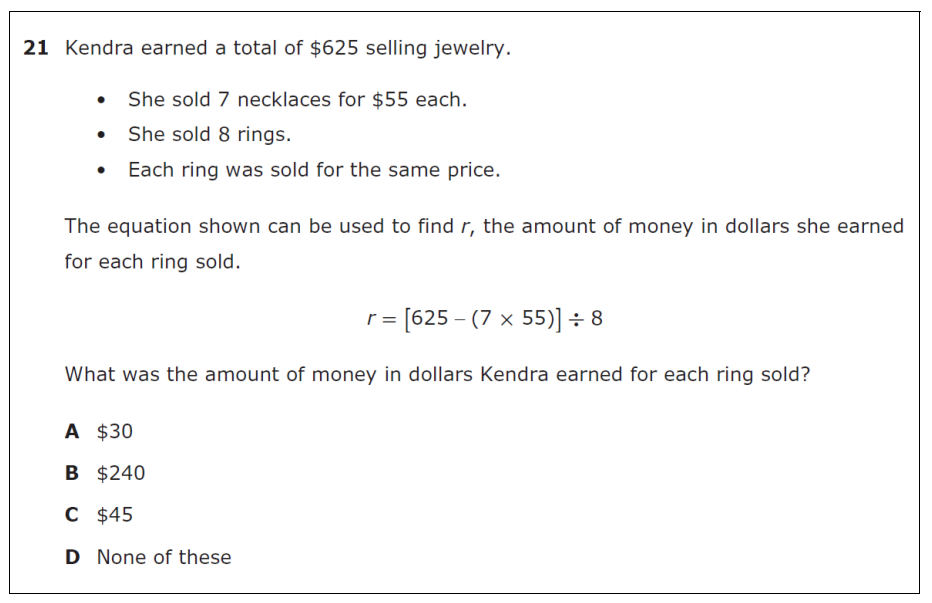 21 Kendra earned a total of $625 selling jewelry.
• She sold 7 necklaces for $55 each.
• She sold 8 rings.
• Each ring was sold for the same price.
The equation shown can be used to find r, the amount of money in dollars she earned
for each ring sold.
r = [625 – (7 × 55)] ÷ 8
What was the amount of money in dollars Kendra earned for each ring sold?
A $30
B $240
C $45
D None of these